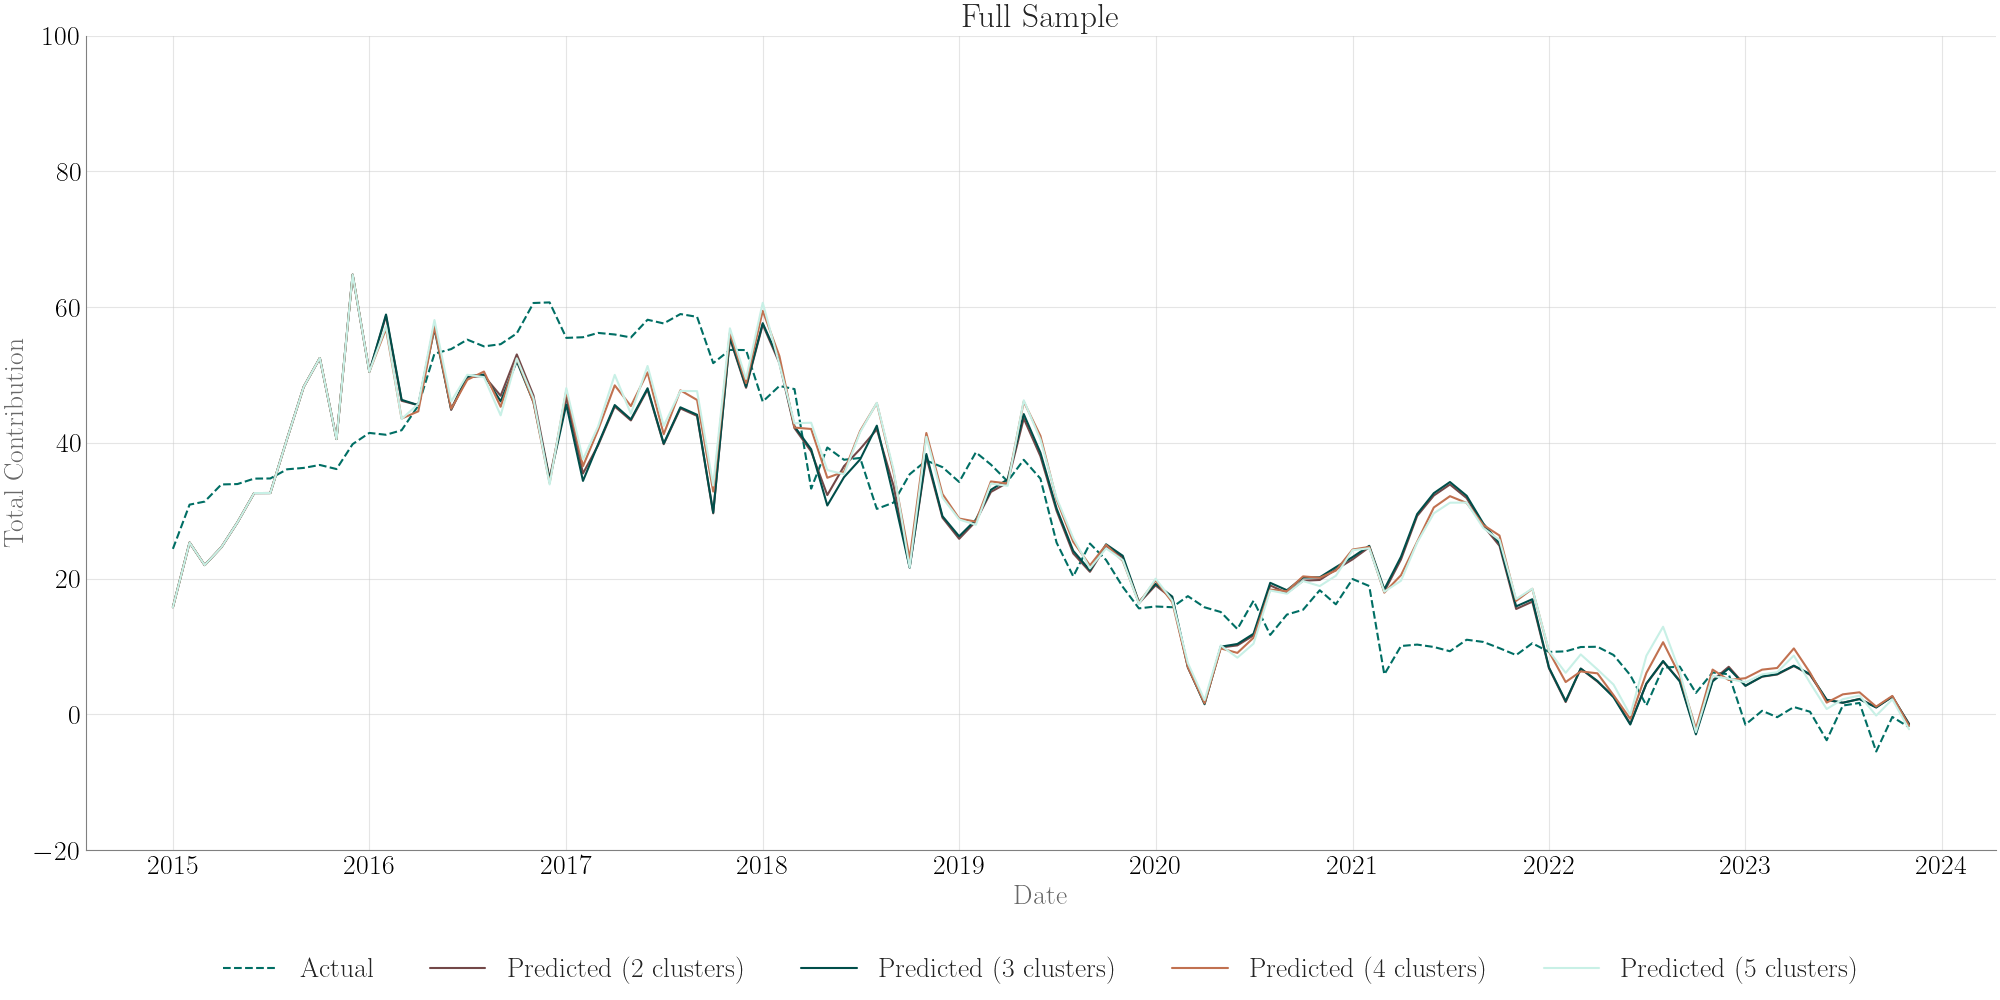 Full Sample
100
80
60
40
20
0
−20
Total Contribution
2015 2016 2017 2018 2019 2020 2021 2022 2023 2024
Date
Actual Predicted (2 clusters) Predicted (3 clusters) Predicted (4 clusters) Predicted (5 clusters)